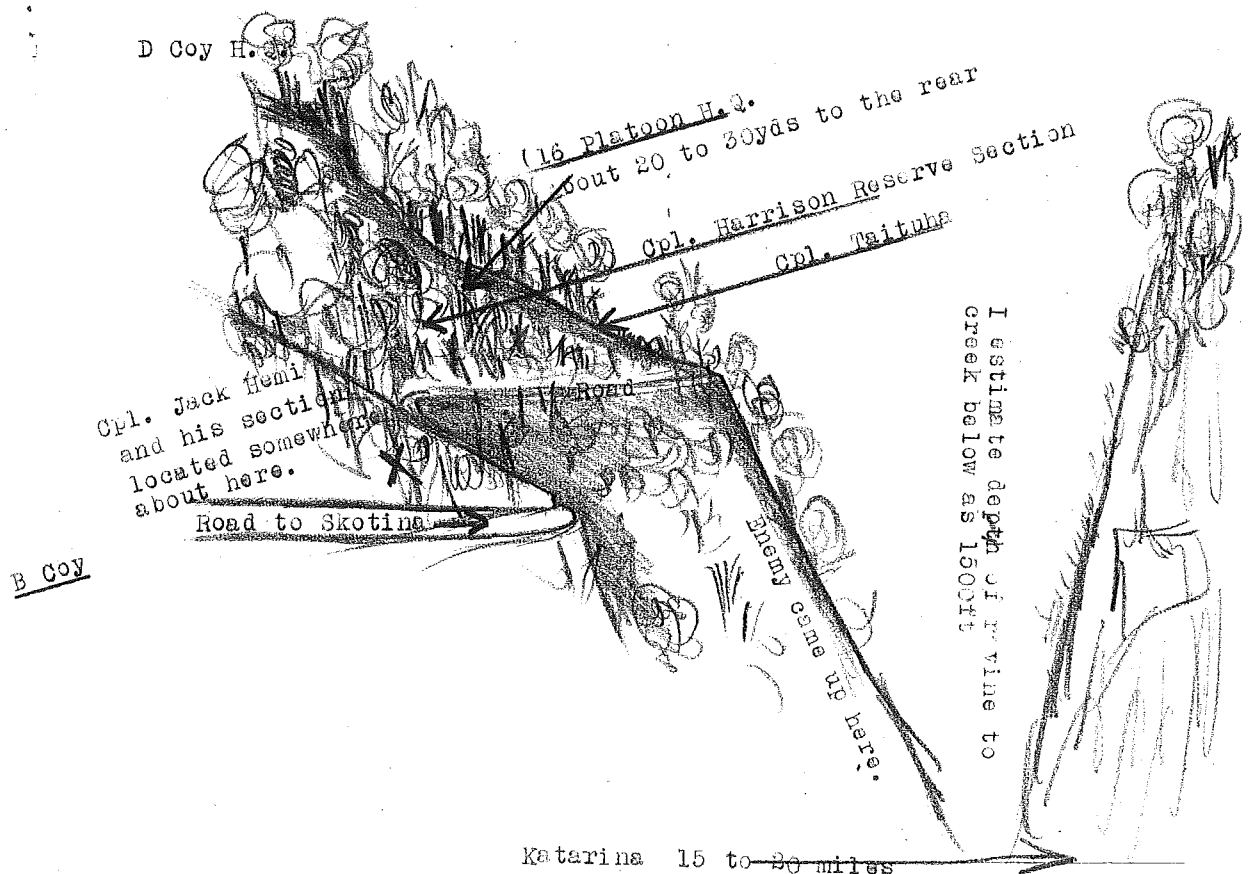 D Coy H.Q.
(16 Platoon H.Q.
about 20 to 30yds to the rear
Cpl. Harrison Reserve Section
Cpl. Taituha
Road
Cpl. Jack Hemi
and his section
located somewhere
about here.
Road to Skotina
B Coy
Enemy came up here.
I estimate depth of ravine to
creek below as 1500ft
Katarina 15 to 20 miles